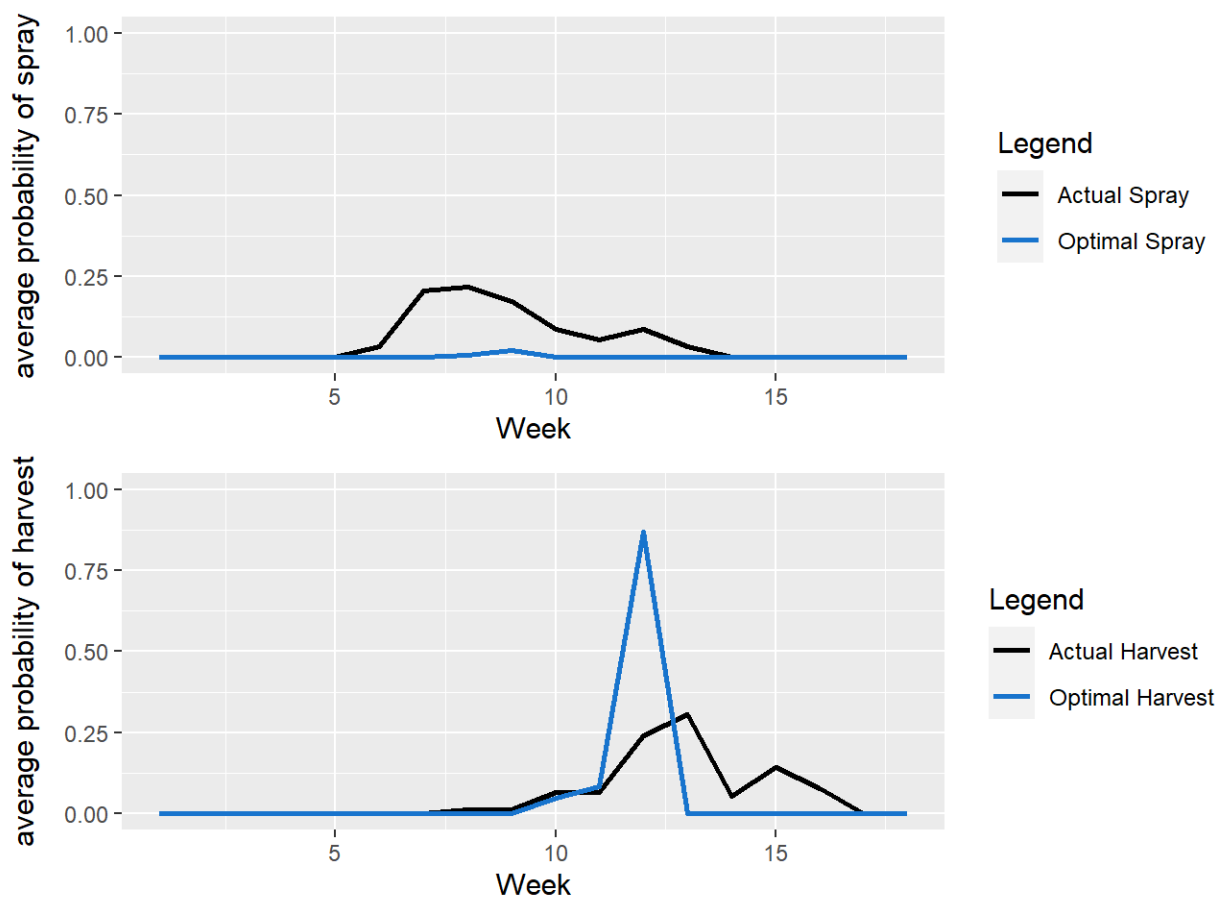 average probability of spray
1.00
0.75
0.50
0.25
0.00
5 10 15
Week
Legend
Actual Spray
Optimal Spray
average probability of harvest
1.00
0.75
0.50
0.25
0.00
5 10 15
Week
Legend
Actual Harvest
Optimal Harvest